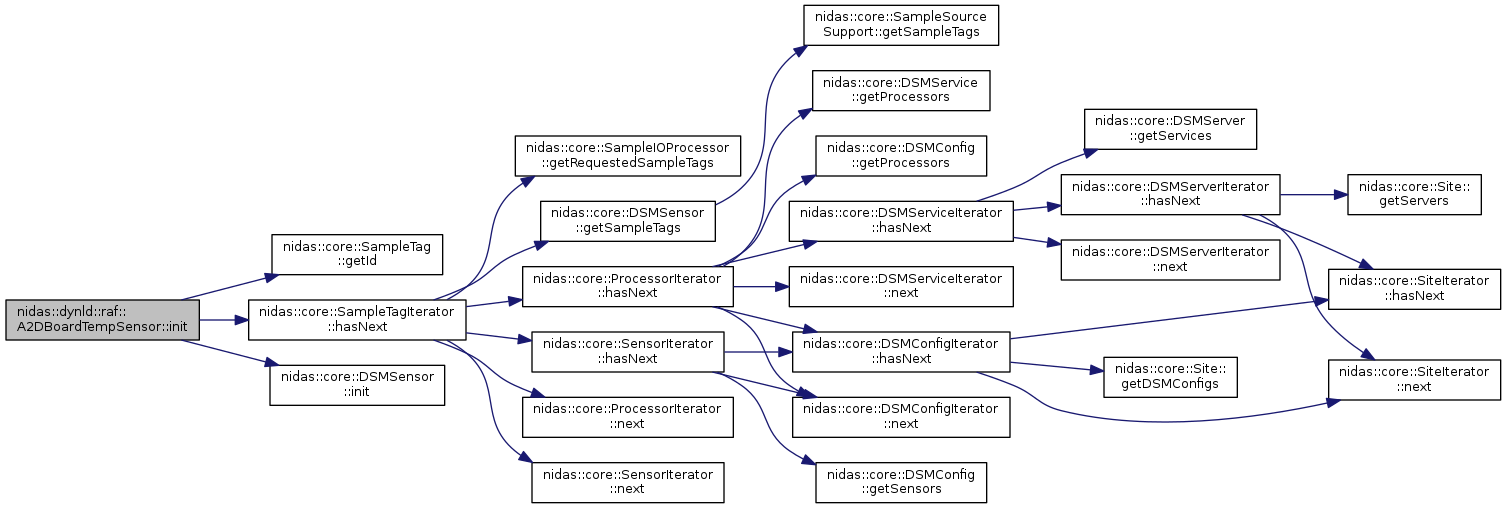 nidas::dynld::raf::
A2DBoardTempSensor::init
nidas::core::SampleTag
::getId
nidas::core::SampleTagIterator
::hasNext
nidas::core::DSMSensor
::init
nidas::core::SampleIOProcessor
::getRequestedSampleTags
nidas::core::DSMSensor
::getSampleTags
nidas::core::ProcessorIterator
::hasNext
nidas::core::SensorIterator
::hasNext
nidas::core::ProcessorIterator
::next
nidas::core::SensorIterator
::next
nidas::core::SampleSource
Support::getSampleTags
nidas::core::DSMService
::getProcessors
nidas::core::DSMConfig
::getProcessors
nidas::core::DSMServiceIterator
::hasNext
nidas::core::DSMServiceIterator
::next
nidas::core::DSMConfigIterator
::hasNext
nidas::core::DSMConfigIterator
::next
nidas::core::DSMConfig
::getSensors
nidas::core::DSMServer
::getServices
nidas::core::DSMServerIterator
::hasNext
nidas::core::DSMServerIterator
::next
nidas::core::Site::
getDSMConfigs
nidas::core::Site::
getServers
nidas::core::SiteIterator
::hasNext
nidas::core::SiteIterator
::next